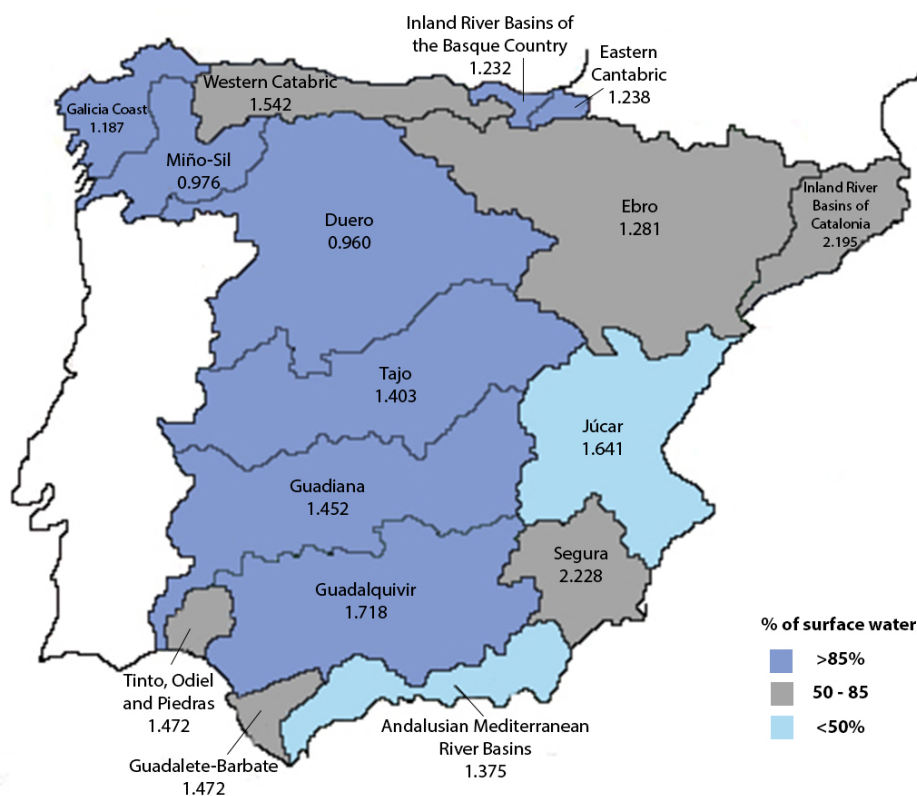 Inland River Basins of
the Basque Country
1.232
Eastern
Cantabric
1.238
Western Catabric
1.542
Galicia Coast
1.187
Miño-Sil
0.976
Duero
0.960
Ebro
1.281
Inland River
Basins of
Catalonia
2.195
Tajo
1.403
Júcar
1.641
Guadiana
1.452
Segura
2.228
Guadalquivir
1.718
Tinto, Odiel
and Piedras
1.472
Guadalete-Barbate
1.472
Andalusian Mediterranean
River Basins
1.375
% of surface water
>85%
50 - 85
<50%